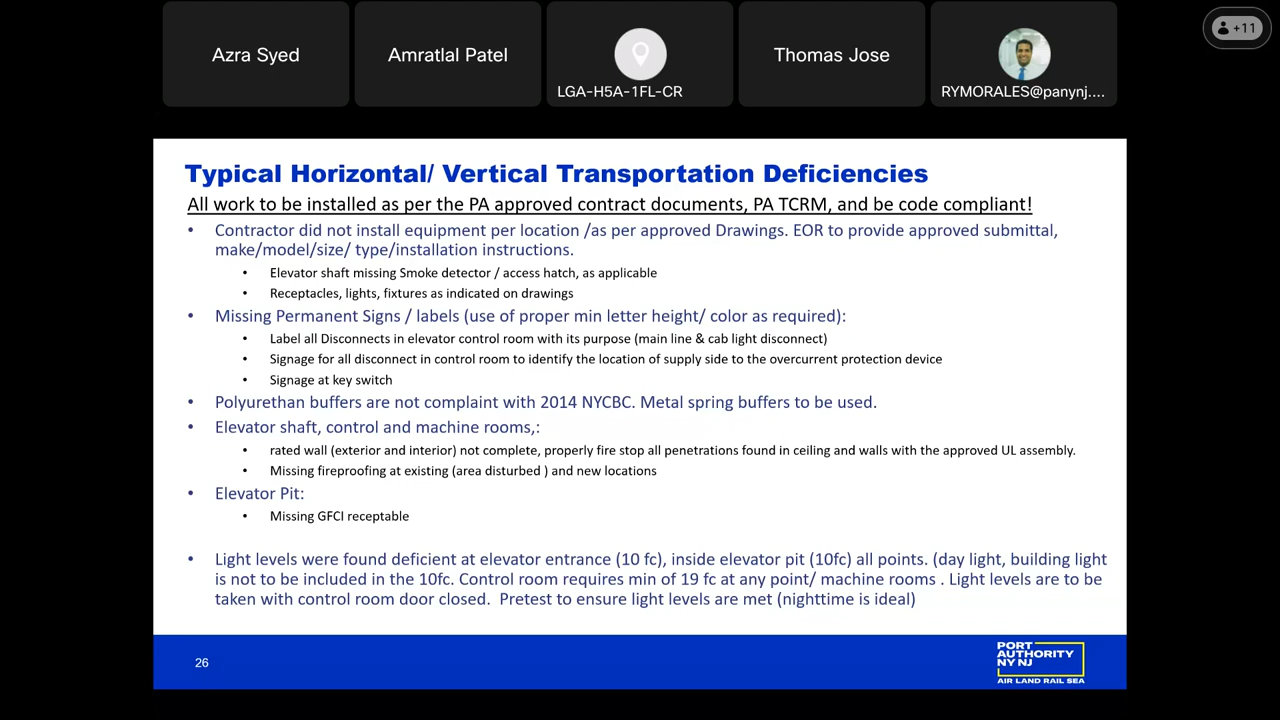 Azra Syed
Amratlal Patel
LGA-H5A-1FL-CR
Thomas Jose
RYMORALES@panynj....
+11
Typical Horizontal/ Vertical Transportation Deficiencies
All work to be installed as per the PA approved contract documents, PA TCRM, and be code compliant!
• Contractor did not install equipment per location /as per approved Drawings. EOR to provide approved submittal,
make/model/size/ type/installation instructions.
• Elevator shaft missing Smoke detector / access hatch, as applicable
• Receptacles, lights, fixtures as indicated on drawings
• Missing Permanent Signs / labels (use of proper min letter height/ color as required):
• Label all Disconnects in elevator control room with its purpose (main line & cab light disconnect)
• Signage for all disconnect in control room to identify the location of supply side to the overcurrent protection device
• Signage at key switch
• Polyurethan buffers are not complaint with 2014 NYCBC. Metal spring buffers to be used.
• Elevator shaft, control and machine rooms,:
• rated wall (exterior and interior) not complete, properly fire stop all penetrations found in ceiling and walls with the approved UL assembly.
• Missing fireproofing at existing (area disturbed ) and new locations
• Elevator Pit:
• Missing GFCI receptable
• Light levels were found deficient at elevator entrance (10 fc), inside elevator pit (10fc) all points. (day light, building light
is not to be included in the 10fc. Control room requires min of 19 fc at any point/ machine rooms . Light levels are to be
taken with control room door closed.  Pretest to ensure light levels are met (nighttime is ideal)
26
PORT
AUTHORITY
NY NJ
AIR LAND RAIL SEA